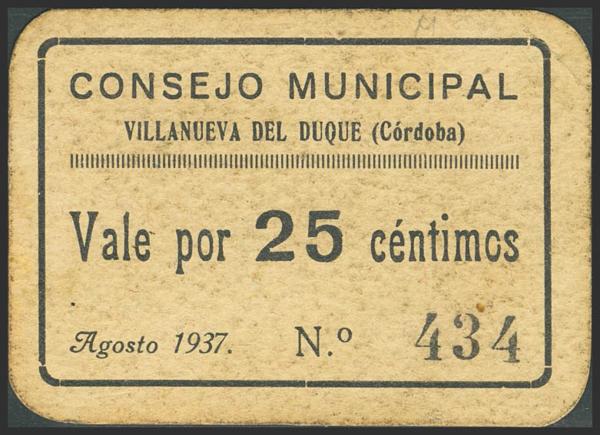 CONSEJO MUNICIPAL
VILLANUEVA DEL DUQUE (Córdoba)
Vale por 25 céntimos
Agosto 1937. N.º 434